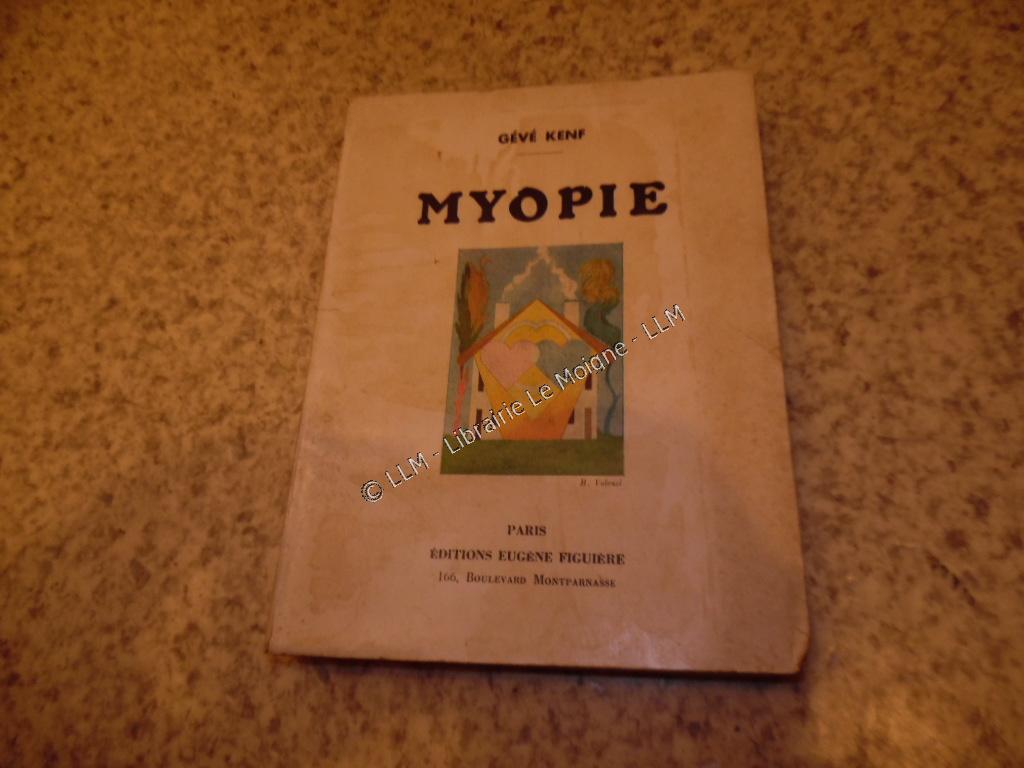 GÉVÉ KENF
MYOPIE
© LLM - Librairie Le Moigne - LLM
PARIS
ÉDITIONS EUGÈNE FIGUIÈRE
166, BOULEVARD MONTPARNASSE